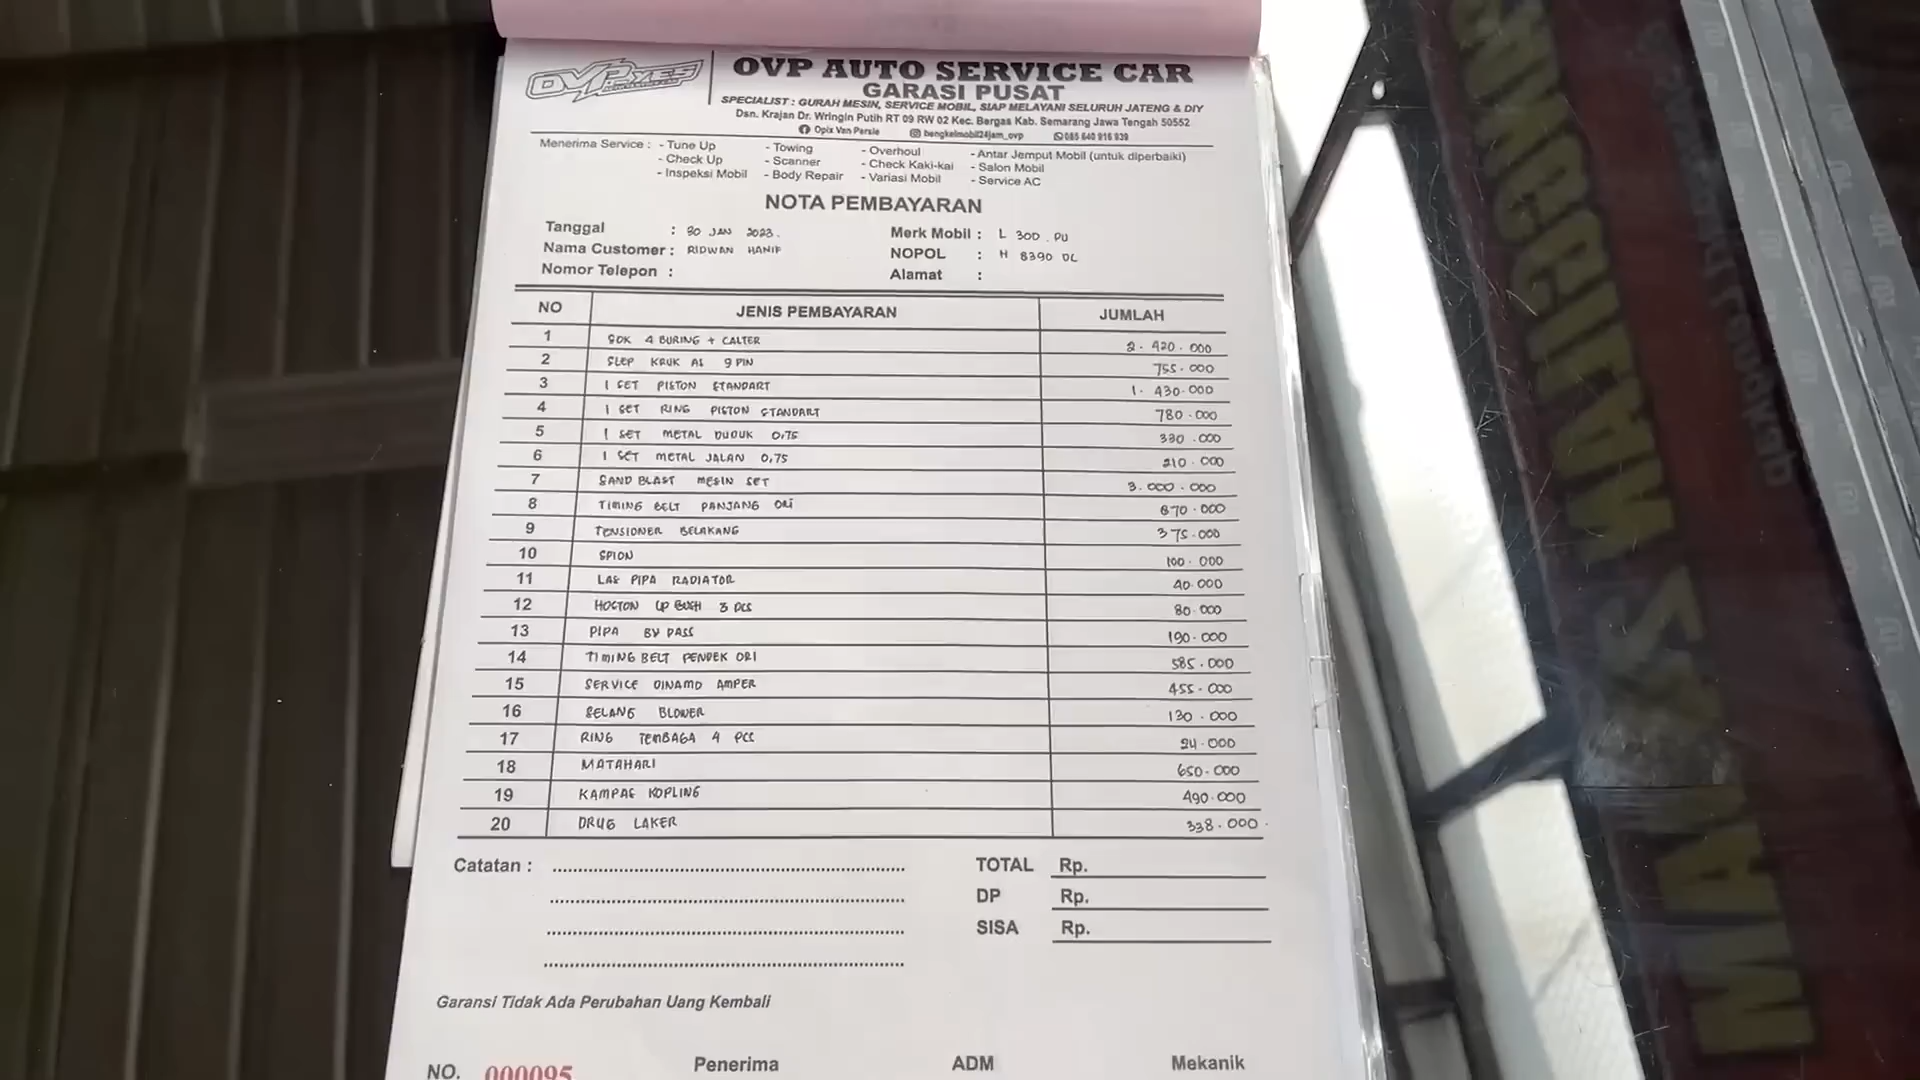 OVP
OVP AUTO SERVICE CAR
GARASI PUSAT
SPECIALIST : GURAH MESIN, SERVICE MOBIL, SIAP MELAYANI SELURUH JATENG & DIY
Dsn. Krajan Dr. Wringin Putih RT 09 RW 02 Kec. Bergas Kab. Semarang Jawa Tengah 50552
Opix Van Persie bengkelmobil24jam_ovp 085 640 916 939
Menerima Service : - Tune Up - Towing - Overhoul - Antar Jemput Mobil (untuk diperbaiki)
- Check Up - Scanner - Check Kaki-kai - Salon Mobil
- Inspeksi Mobil - Body Repair - Variasi Mobil - Service AC
NOTA PEMBAYARAN
Tanggal : 30 JAN 2023. Merk Mobil : L 300 . PU
Nama Customer : RIDWAN HANIF NOPOL : H 8390 DL
Nomor Telepon : Alamat :
NO JENIS PEMBAYARAN JUMLAH
1 SOK 4 BURING + CALTER 2. 420. 000
2 SLEP KRUK AS 9 PIN 755.000
3 1 SET PISTON STANDART 1. 430.000
4 1 SET RING PISTON STANDART 780.000
5 1 SET METAL DUDUK 0,75 330.000
6 1 SET METAL JALAN 0,75 210.000
7 SAND BLAST MESIN SET 3.000.000
8 TIMING BELT PANJANG ORI 870.000
9 TENSIONER BELAKANG 375.000
10 SPION 100.000
11 LAS PIPA RADIATOR 40.000
12 HOSTON UP BUSH 3 PCS 80.000
13 PIPA BY PASS 190.000
14 TIMING BELT PENDEK ORI 585.000
15 SERVICE DINAMO AMPER 455.000
16 SELANG BLOWER 130.000
17 RING TEMBAGA 4 PCS 24.000
18 MATAHARI 650.000
19 KAMPAS KOPLING 490.000
20 DRUG LAKER 338.000
Catatan : TOTAL Rp.
DP Rp.
SISA Rp.
Garansi Tidak Ada Perubahan Uang Kembali
NO. 000095 Penerima ADM Mekanik